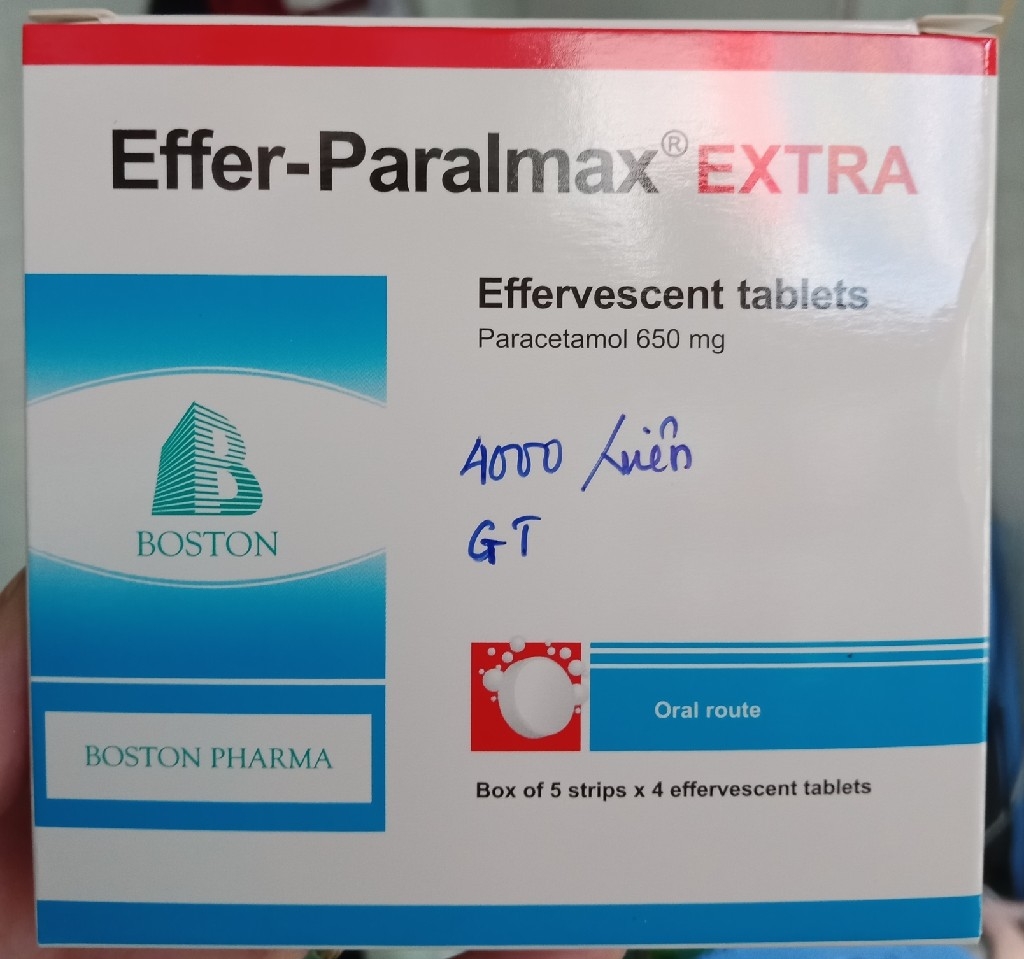 Effer-Paralmax® EXTRA
Effervescent tablets
Paracetamol 650 mg
4000 /viên
GT
B
BOSTON
Oral route
BOSTON PHARMA
Box of 5 strips x 4 effervescent tablets